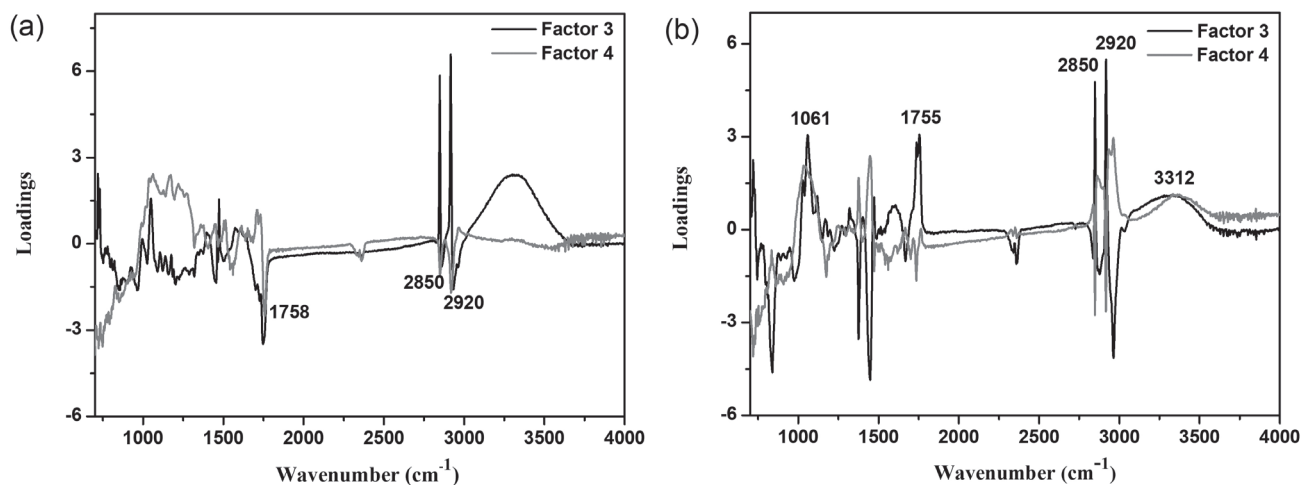 (a)
Factor 3
Factor 4
6
3
0
-3
-6
Loadings
2850
2920
1758
1000 1500 2000 2500 3000 3500 4000
Wavenumber (cm-1)
(b)
Factor 3
Factor 4
6
3
0
-3
-6
Loadings
2920
2850
1061
1755
3312
1000 1500 2000 2500 3000 3500 4000
Wavenumber (cm⁻¹)